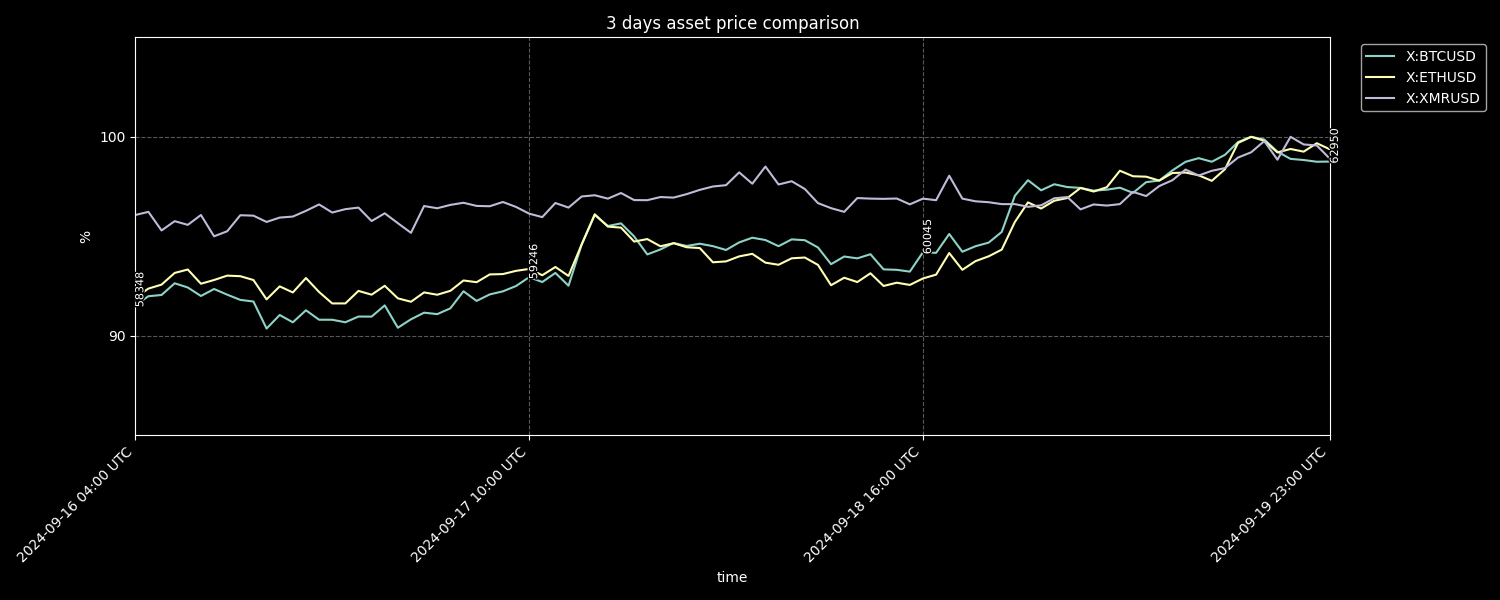 3 days asset price comparison
X:BTCUSD
X:ETHUSD
X:XMRUSD
100
90
%
58348
59246
60045
62950
2024-09-16 04:00 UTC
2024-09-17 10:00 UTC
2024-09-18 16:00 UTC
2024-09-19 23:00 UTC
time